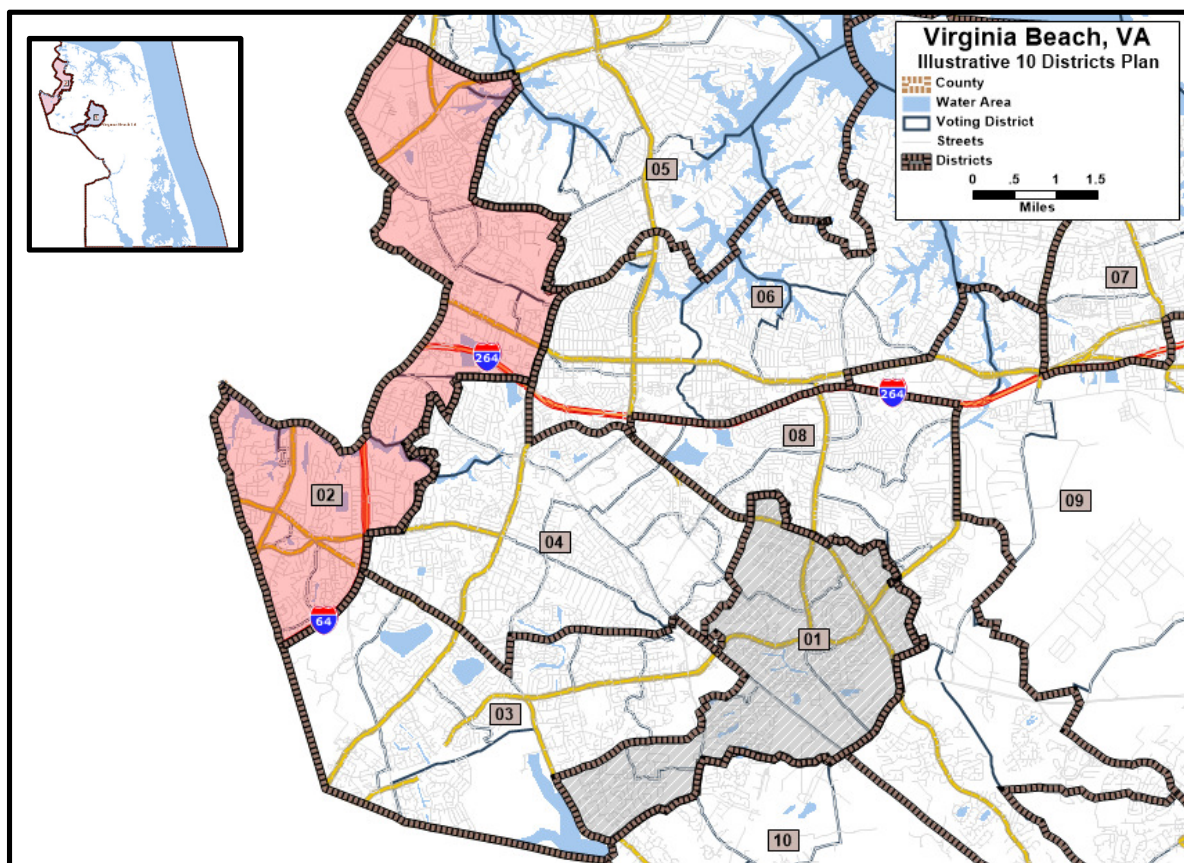 Virginia Beach, VA
Illustrative 10 Districts Plan
County
Water Area
Voting District
Streets
Districts
0 .5 1 1.5
Miles
05
07
06
264
264
08
02
09
04
64
01
03
10